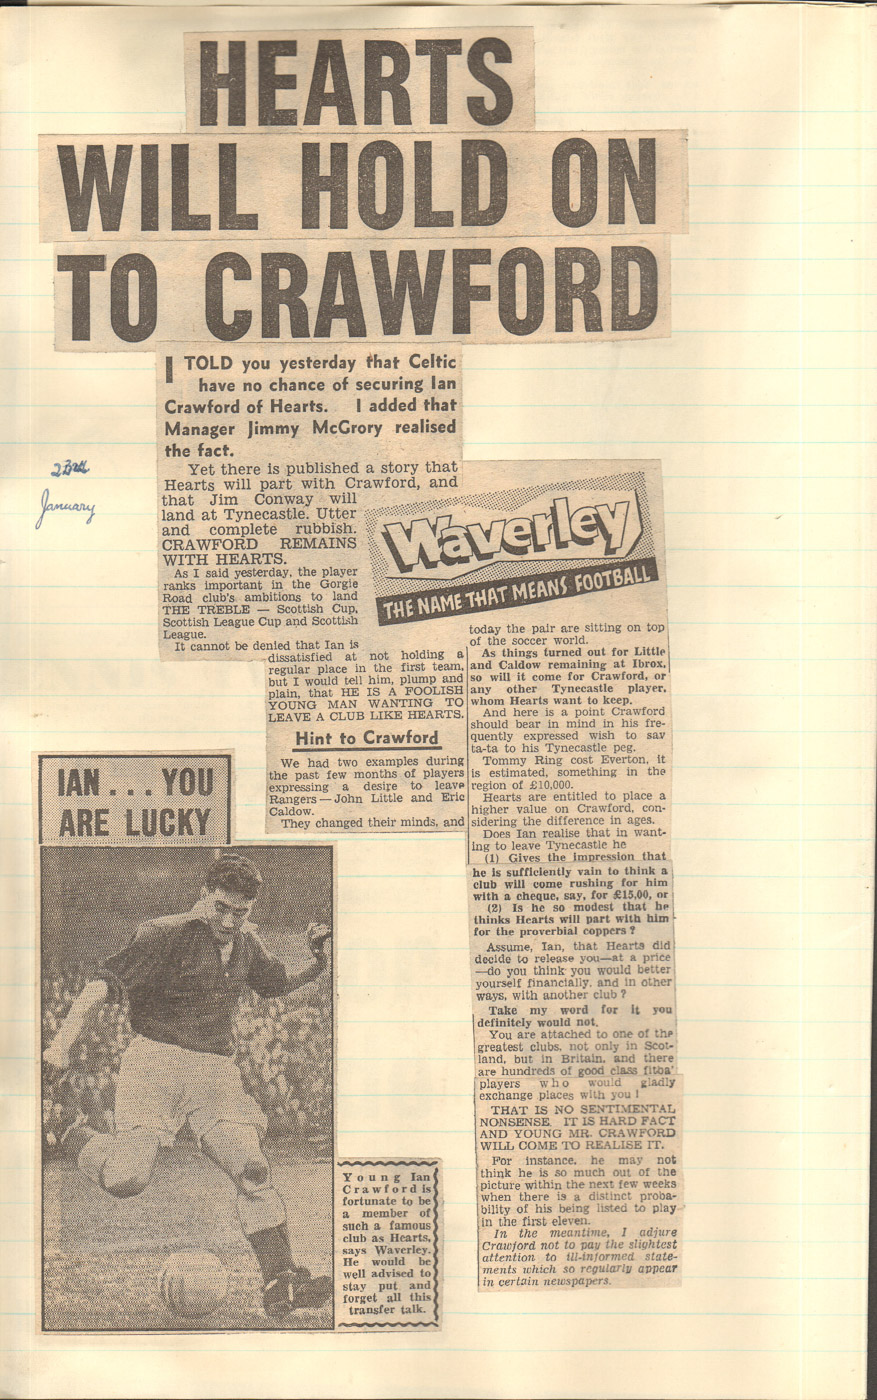 HEARTS
WILL HOLD ON
TO CRAWFORD
23rd
January
I TOLD you yesterday that Celtic
have no chance of securing Ian
Crawford of Hearts. I added that
Manager Jimmy McGrory realised
the fact.
Yet there is published a story that
Hearts will part with Crawford, and
that Jim Conway will
land at Tynecastle. Utter
and complete rubbish.
CRAWFORD REMAINS
WITH HEARTS.
As I said yesterday, the player
ranks important in the Gorgie
Road club's ambitions to land
THE TREBLE — Scottish Cup,
Scottish League Cup and Scottish
League.
It cannot be denied that Ian is
dissatisfied at not holding a
regular place in the first team,
but I would tell him, plump and
plain, that HE IS A FOOLISH
YOUNG MAN WANTING TO
LEAVE A CLUB LIKE HEARTS.
Hint to Crawford
We had two examples during
the past few months of players
expressing a desire to leave
Rangers—John Little and Eric
Caldow.
They changed their minds, and
Waverley
THE NAME THAT MEANS FOOTBALL
today the pair are sitting on top
of the soccer world.
As things turned out for Little
and Caldow remaining at Ibrox,
so will it come for Crawford, or
any other Tynecastle player,
whom Hearts want to keep.
And here is a point Crawford
should bear in mind in his fre-
quently expressed wish to say
ta-ta to his Tynecastle peg.
Tommy Ring cost Everton, it
is estimated, something in the
region of £10,000.
Hearts are entitled to place a
higher value on Crawford, con-
sidering the difference in ages.
Does Ian realise that in want-
ing to leave Tynecastle he
(1) Gives the impression that
he is sufficiently vain to think a
club will come rushing for him
with a cheque, say, for £15,00, or
(2) Is he so modest that he
thinks Hearts will part with him
for the proverbial coppers?
Assume, Ian, that Hearts did
decide to release you—at a price
—do you think you would better
yourself financially, and in other
ways, with another club?
Take my word for it you
definitely would not.
You are attached to one of the
greatest clubs, not only in Scot-
land, but in Britain, and there
are hundreds of good class fitba'
players who would gladly
exchange places with you!
THAT IS NO SENTIMENTAL
NONSENSE. IT IS HARD FACT
AND YOUNG MR. CRAWFORD
WILL COME TO REALISE IT.
For instance, he may not
think he is so much out of the
picture within the next few weeks
when there is a distinct proba-
bility of his being listed to play
in the first eleven.
In the meantime, I adjure
Crawford not to pay the slightest
attention to ill-informed state-
ments which so regularly appear
in certain newspapers.
IAN . . . YOU
ARE LUCKY
Young Ian
Crawford is
fortunate to be
a member of
such a famous
club as Hearts,
says Waverley.
He would be
well advised to
stay put and
forget all this
transfer talk.